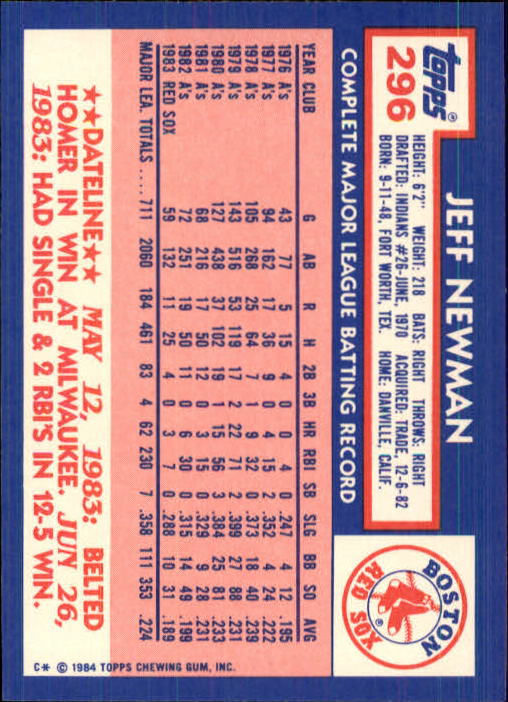 topps®
296
JEFF NEWMAN
HEIGHT: 6'2" WEIGHT: 218 BATS: RIGHT THROWS: RIGHT
DRAFTED: INDIANS #26-JUNE, 1970 ACQUIRED: TRADE, 12-6-82
BORN: 9-11-48, FORT WORTH, TEX. HOME: DANVILLE, CALIF.
BOSTON
RED SOX
COMPLETE MAJOR LEAGUE BATTING RECORD
YEAR CLUB G AB R H 2B 3B HR RBI SB SLG BB SO AVG
1976 A's 43 77 5 15 4 0 0 4 0 .247 4 12 .195
1977 A's 94 162 17 36 9 0 4 15 2 .352 4 24 .222
1978 A's 105 268 25 64 7 1 9 32 0 .373 18 40 .239
1979 A's 143 516 53 119 17 2 22 71 2 .399 27 88 .231
1980 A's 127 438 37 102 19 1 15 56 3 .384 25 81 .233
1981 A's 68 216 17 50 12 0 3 15 0 .329 9 28 .231
1982 A's 72 251 19 50 11 0 6 30 0 .315 14 49 .199
1983 RED SOX 59 132 11 25 4 0 3 7 0 .288 10 31 .189
MAJOR LEA. TOTALS .... 711 2060 184 461 83 4 62 230 7 .358 111 353 .224
★★DATELINE★★ MAY 12, 1983: BELTED
HOMER IN WIN AT MILWAUKEE. JUN 26,
1983: HAD SINGLE & 2 RBI'S IN 12-5 WIN.
C* © 1984 TOPPS CHEWING GUM, INC.